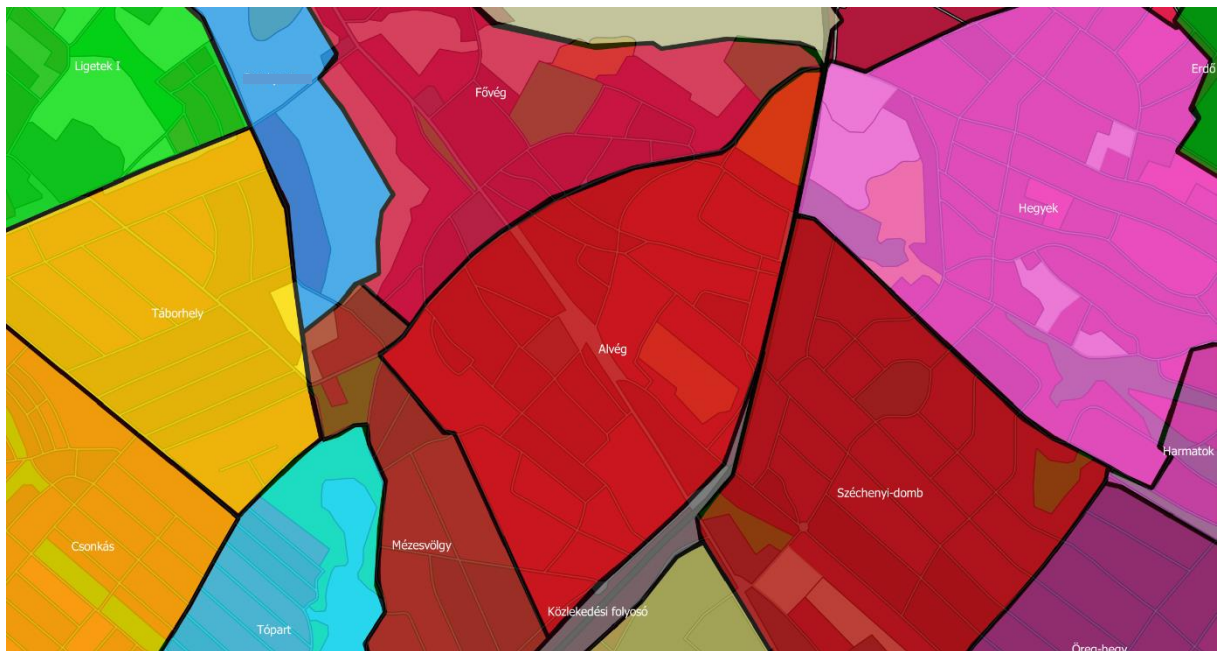 Ligetek I
Fővég
Erdő
Hegyek
Táborhely
Alvég
Harmatok
Széchenyi-domb
Csonkás
Mézesvölgy
Közlekedési folyosó
Tópart
Öreg-hegy